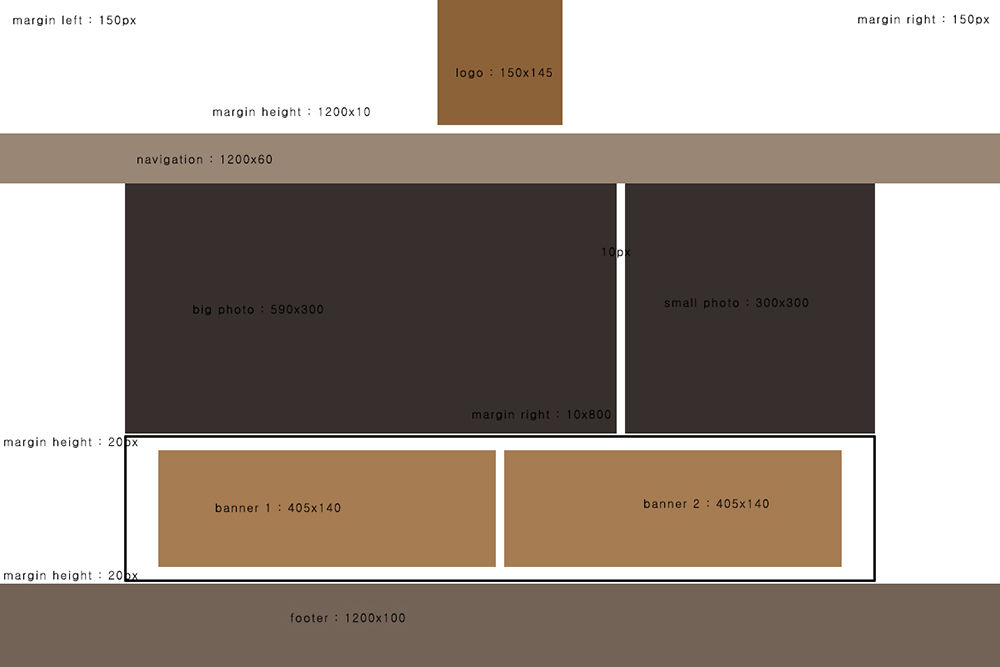 margin left : 150px
margin right : 150px
logo : 150x145
margin height : 1200x10
navigation : 1200x60
10px
small photo : 300x300
big photo : 590x300
margin right : 10x800
margin height : 20px
banner 1 : 405x140
banner 2 : 405x140
margin height : 20px
footer : 1200x100